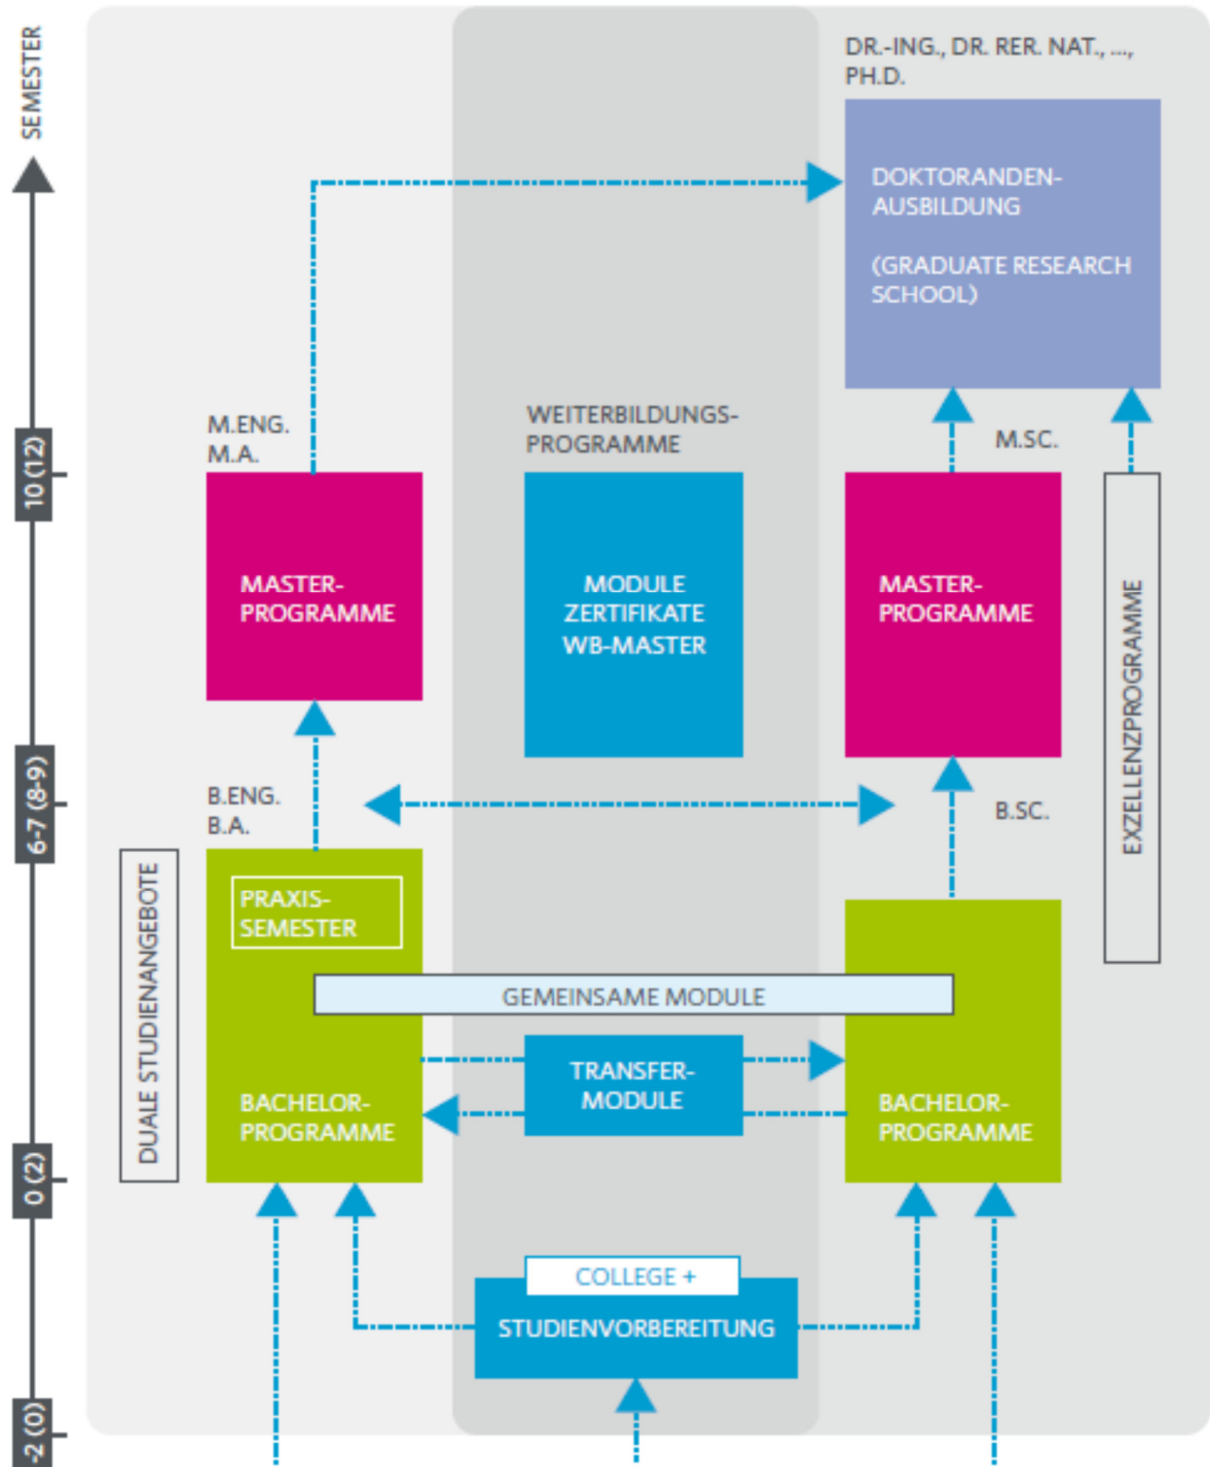 SEMESTER
DR.-ING., DR. RER. NAT., ...,
PH.D.
DOKTORANDEN-
AUSBILDUNG
(GRADUATE RESEARCH
SCHOOL)
10 (12)
M.ENG.
M.A.
WEITERBILDUNGS-
PROGRAMME
M.SC.
MASTER-
PROGRAMME
MODULE
ZERTIFIKATE
WB-MASTER
MASTER-
PROGRAMME
EXZELLENZPROGRAMME
6-7 (8-9)
B.ENG.
B.A.
B.SC.
DUALE STUDIENANGEBOTE
PRAXIS-
SEMESTER
GEMEINSAME MODULE
TRANSFER-
MODULE
BACHELOR-
PROGRAMME
BACHELOR-
PROGRAMME
0 (2)
COLLEGE +
STUDIENVORBEREITUNG
-2 (0)